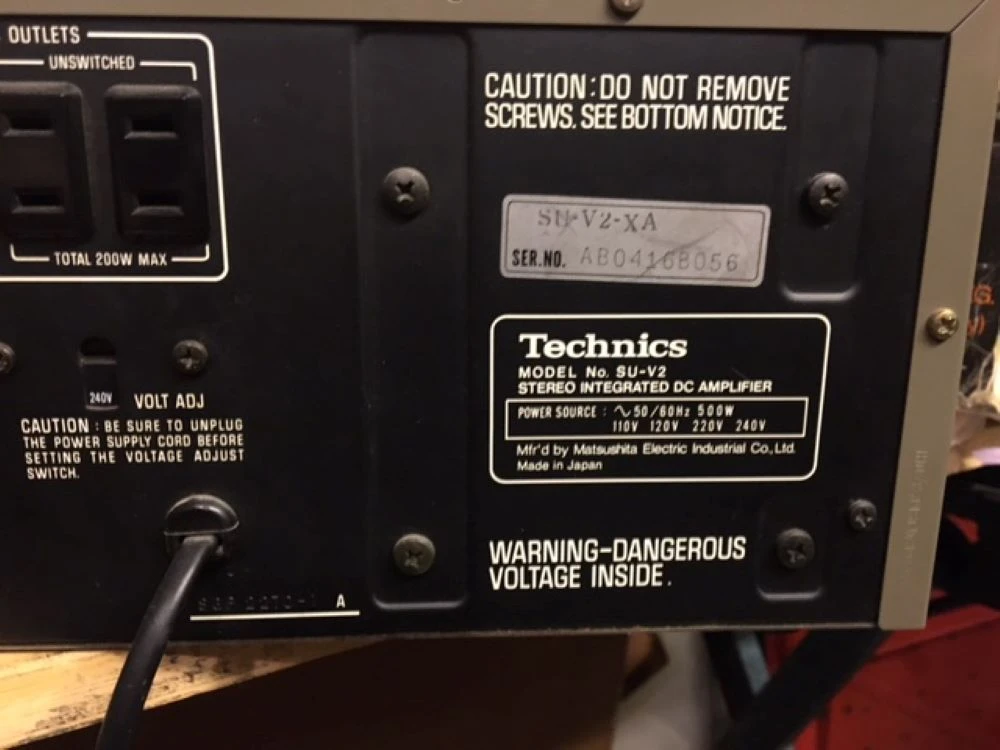 OUTLETS
UNSWITCHED
TOTAL 200W MAX
240V
VOLT ADJ
CAUTION : BE SURE TO UNPLUG
THE POWER SUPPLY CORD BEFORE
SETTING THE VOLTAGE ADJUST
SWITCH.
A
CAUTION : DO NOT REMOVE
SCREWS. SEE BOTTOM NOTICE.
SU-V2-XA
SER.NO. AB0416B056
Technics
MODEL No. SU-V2
STEREO INTEGRATED DC AMPLIFIER
POWER SOURCE : ∿ 50/60Hz 500W
110V 120V 220V 240V
Mfr'd by Matsushita Electric Industrial Co., Ltd.
Made in Japan
WARNING-DANGEROUS
VOLTAGE INSIDE.